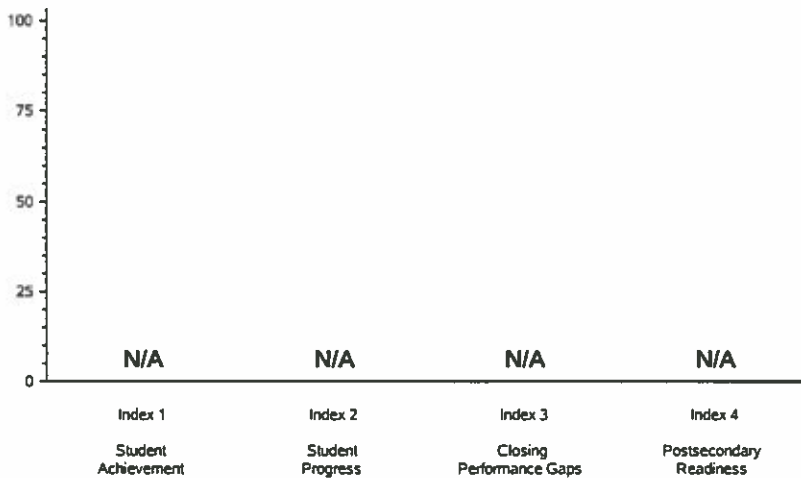 100
75
50
25
N/A N/A N/A N/A
0
Index 1 Index 2 Index 3 Index 4
Student Student Closing Postsecondary
Achievement Progress Performance Gaps Readiness